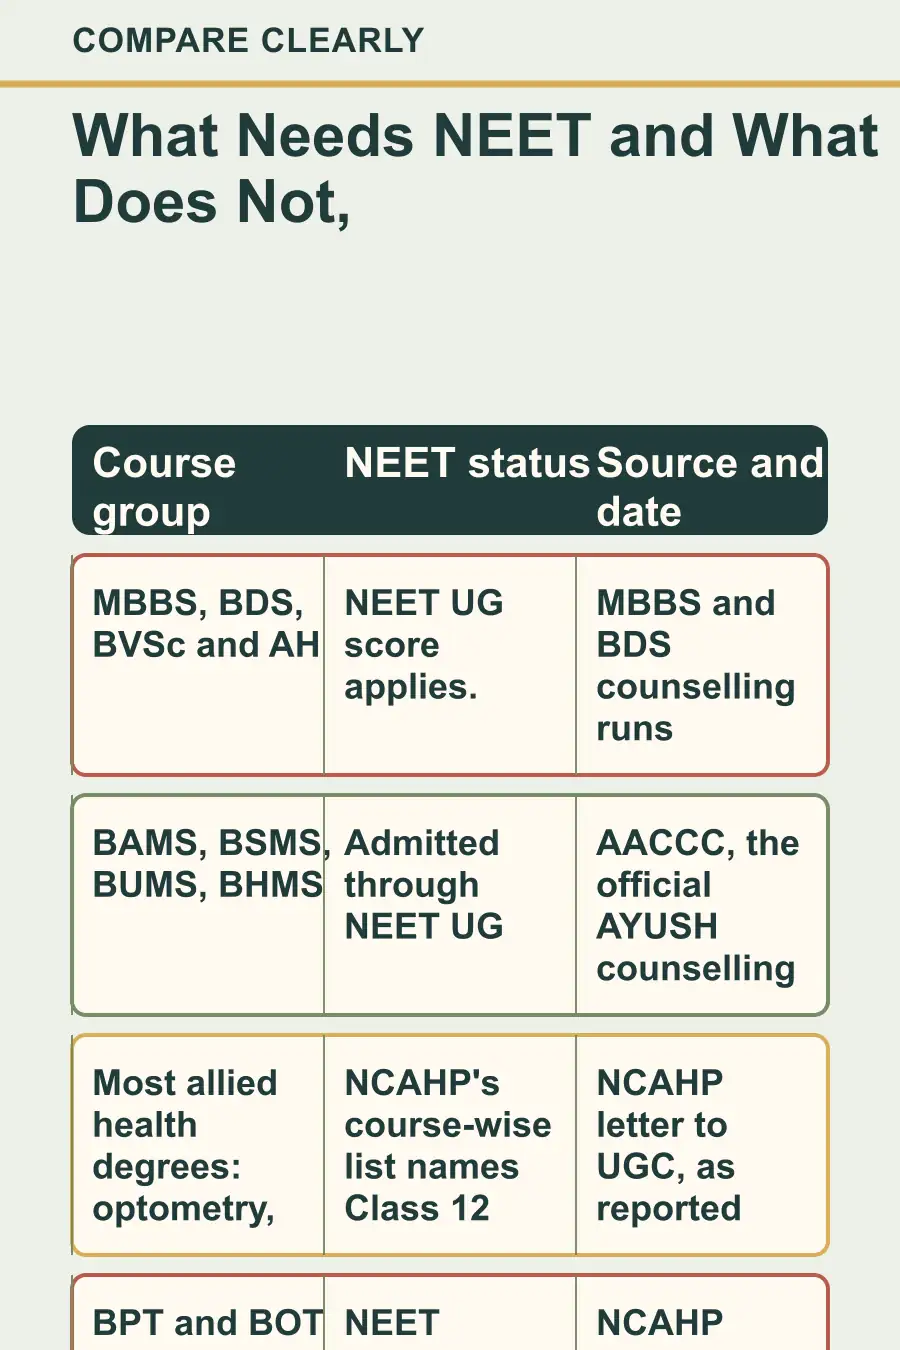 COMPARE CLEARLY
What Needs NEET and What
Does Not,
Course
group
NEET status
Source and
date
MBBS, BDS,
BVSc and AH
NEET UG
score
applies.
MBBS and
BDS
counselling
runs
BAMS, BSMS,
BUMS, BHMS
Admitted
through
NEET UG
AACCC, the
official
AYUSH
counselling
Most allied
health
degrees:
optometry,
NCAHP's
course-wise
list names
Class 12
NCAHP
letter to
UGC, as
reported
BPT and BOT
NEET
NCAHP